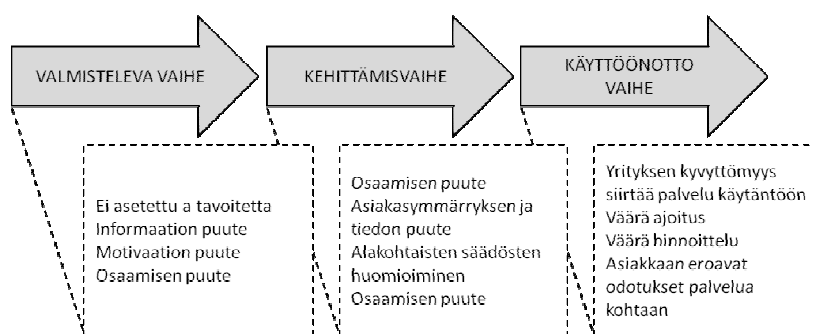 VALMISTELEVA VAIHE
KEHITTÄMISVAIHE
KÄYTTÖÖNOTTO
VAIHE
Ei asetettu a tavoitetta
Informaation puute
Motivaation puute
Osaamisen puute
Osaamisen puute
Asiakasymmärryksen ja
tiedon puute
Alakohtaisten säädösten
huomioiminen
Osaamisen puute
Yrityksen kyvyttömyys
siirtää palvelu käytäntöön
Väärä ajoitus
Väärä hinnoittelu
Asiakkaan eroavat
odotukset palvelua
kohtaan